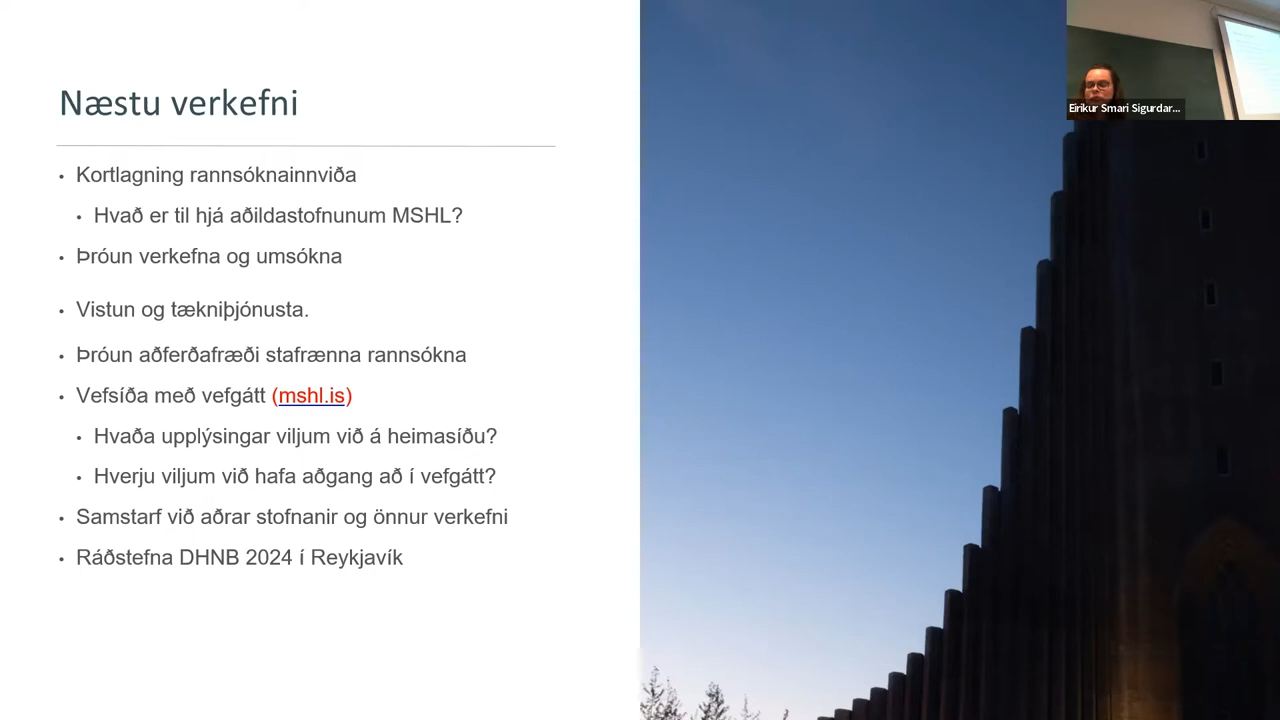 Næstu verkefni
• Kortlagning rannsóknainnviða
• Hvað er til hjá aðildastofnunum MSHL?
• Þróun verkefna og umsókna
• Vistun og tækniþjónusta.
• Þróun aðferðafræði stafrænna rannsókna
• Vefsíða með vefgátt (mshl.is)
• Hvaða upplýsingar viljum við á heimasíðu?
• Hverju viljum við hafa aðgang að í vefgátt?
• Samstarf við aðrar stofnanir og önnur verkefni
• Ráðstefna DHNB 2024 í Reykjavík
Eirikur Smari Sigurdar...